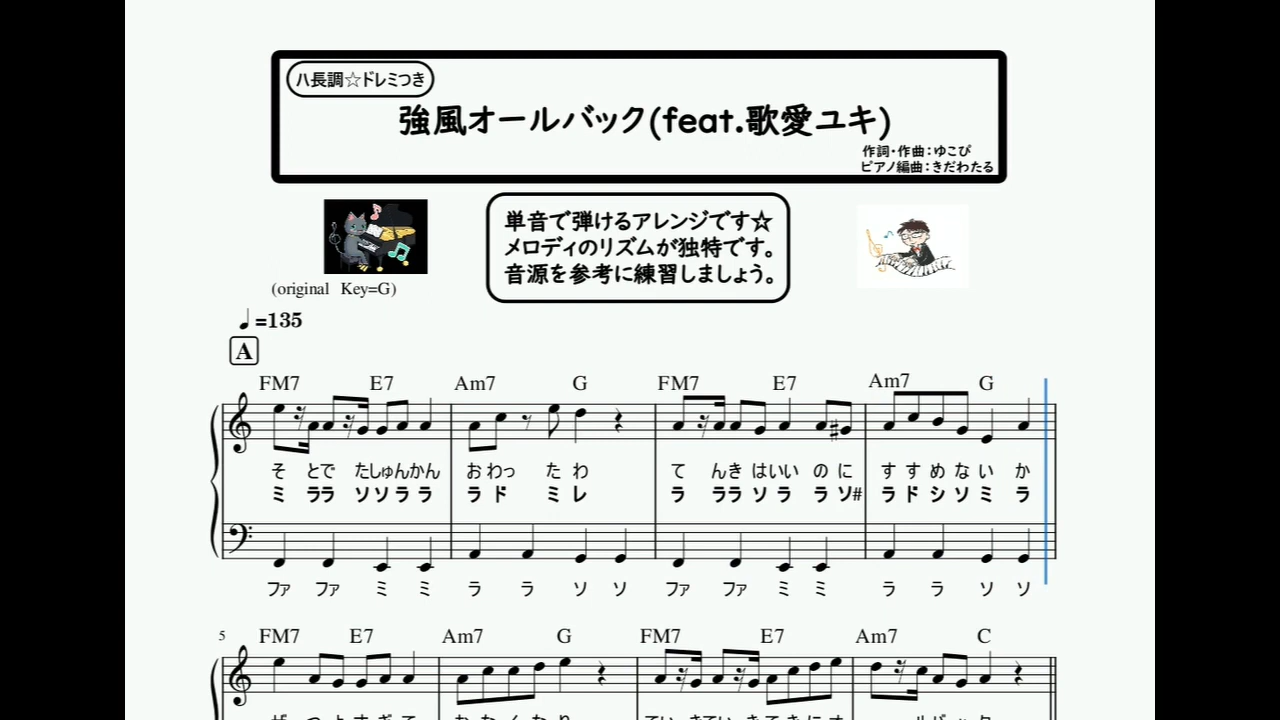 ハ長調☆ドレミつき
強風オールバック(feat.歌愛ユキ)
作詞・作曲：ゆこぴ
ピアノ編曲：きだわたる
単音で弾けるアレンジです☆
メロディのリズムが独特です。
音源を参考に練習しましょう。
(original Key=G)
♩=135
A
FM7 E7 Am7 G FM7 E7 Am7 G
そ とで たしゅんかん おわっ たわ て んき はいい のに すすめない か
ミ ララ ソソララ ラド ミレ ラ ララソラ ラソ# ラドシソミ ラ
ファ ファ ミ ミ ラ ラ ソ ソ ファ ファ ミ ミ ラ ラ ソ ソ
5
FM7 E7 Am7 G FM7 E7 Am7 C